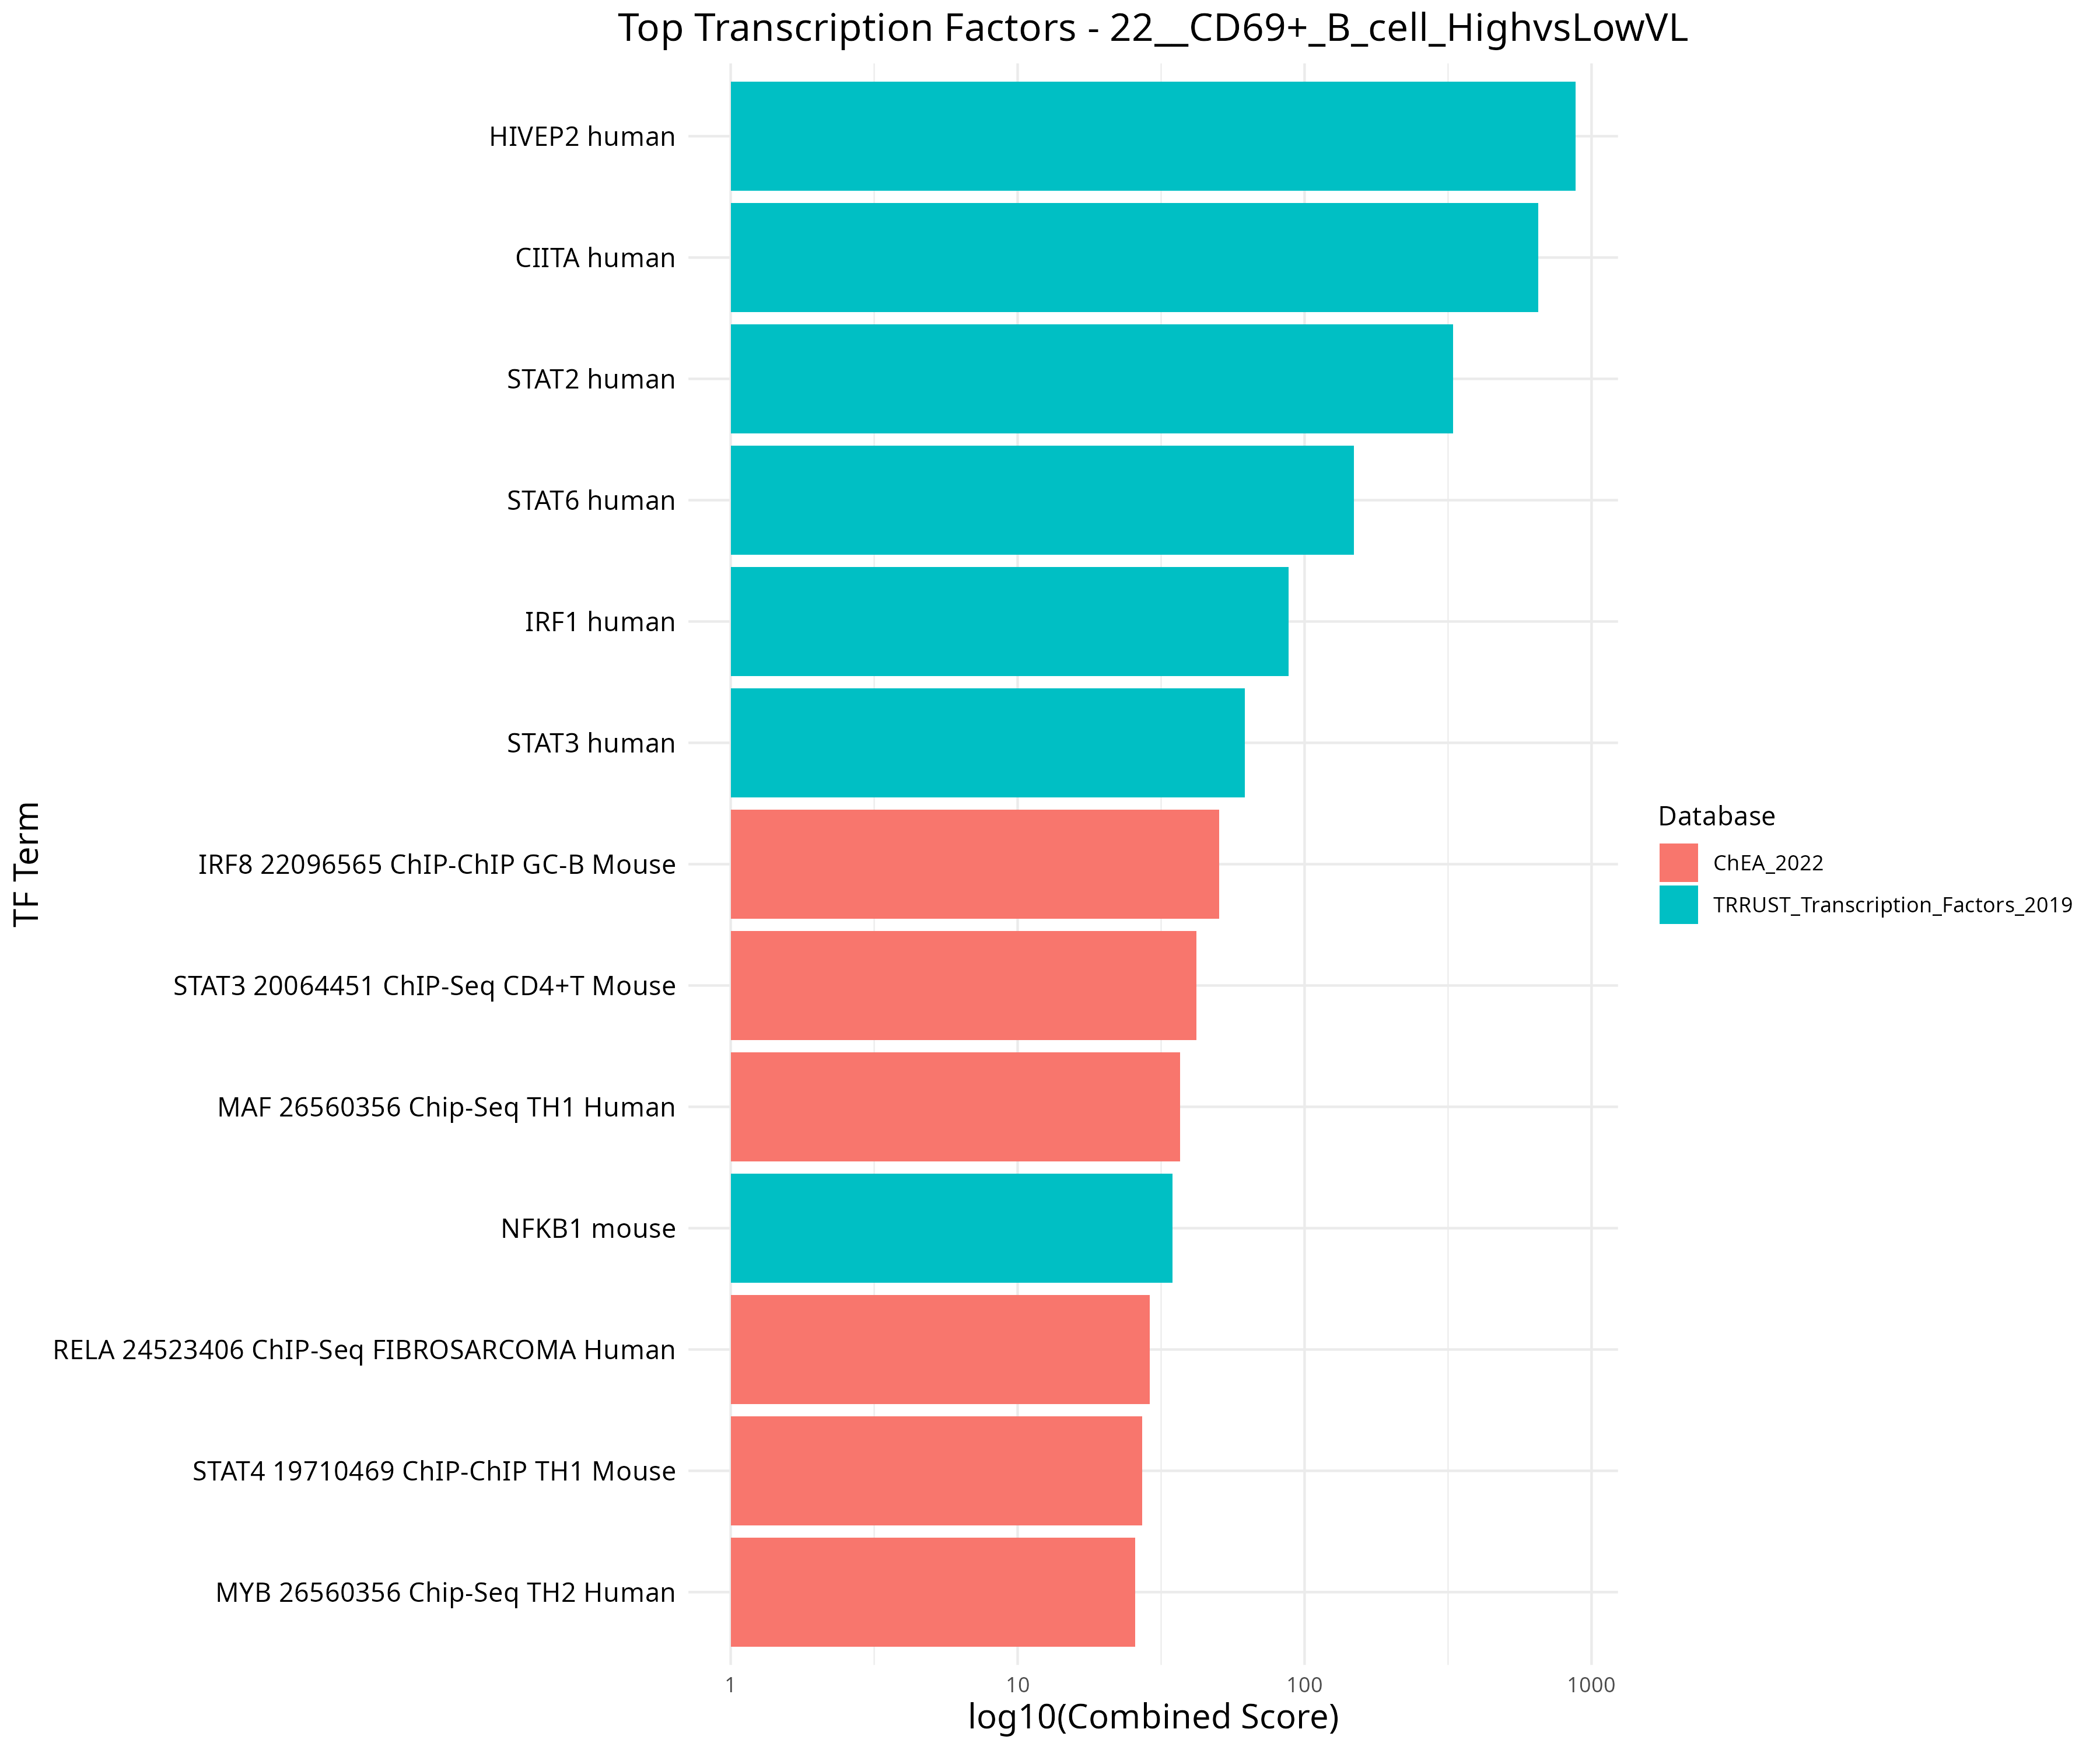 Top Transcription Factors - 22__CD69+_B_cell_HighvsLowVL
TF Term
HIVEP2 human
CIITA human
STAT2 human
STAT6 human
IRF1 human
STAT3 human
IRF8 22096565 ChIP-ChIP GC-B Mouse
STAT3 20064451 ChIP-Seq CD4+T Mouse
MAF 26560356 Chip-Seq TH1 Human
NFKB1 mouse
RELA 24523406 ChIP-Seq FIBROSARCOMA Human
STAT4 19710469 ChIP-ChIP TH1 Mouse
MYB 26560356 Chip-Seq TH2 Human
1 10 100 1000
log10(Combined Score)
Database
ChEA_2022
TRRUST_Transcription_Factors_2019